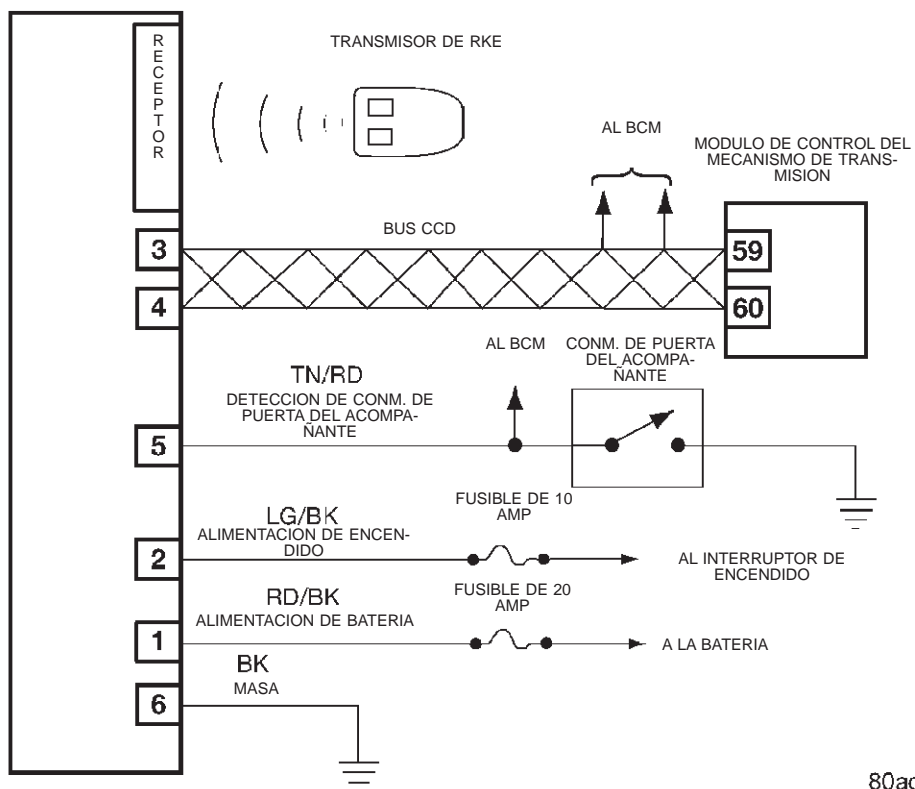 RECEPTOR
TRANSMISOR DE RKE
AL BCM
MODULO DE CONTROL DEL
MECANISMO DE TRANS-
MISION
BUS CCD
3
59
4
60
AL BCM
CONM. DE PUERTA
DEL ACOMPA-
ÑANTE
TN/RD
DETECCION DE CONM. DE
PUERTA DEL ACOMPA-
ÑANTE
5
FUSIBLE DE 10
AMP
LG/BK
ALIMENTACION DE ENCEN-
DIDO
2
AL INTERRUPTOR DE
ENCENDIDO
FUSIBLE DE 20
AMP
RD/BK
ALIMENTACION DE BATERIA
1
A LA BATERIA
BK
MASA
6